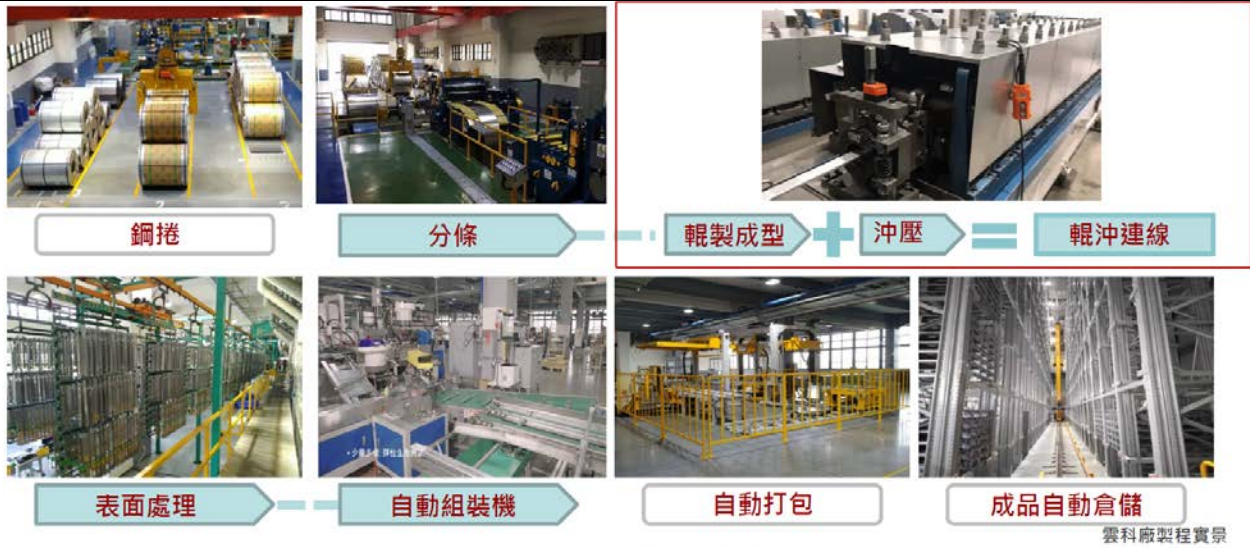 鋼捲
分條
輥製成型
沖壓
輥沖連線
表面處理
自動組裝機
自動打包
成品自動倉儲
雲科廠製程實景